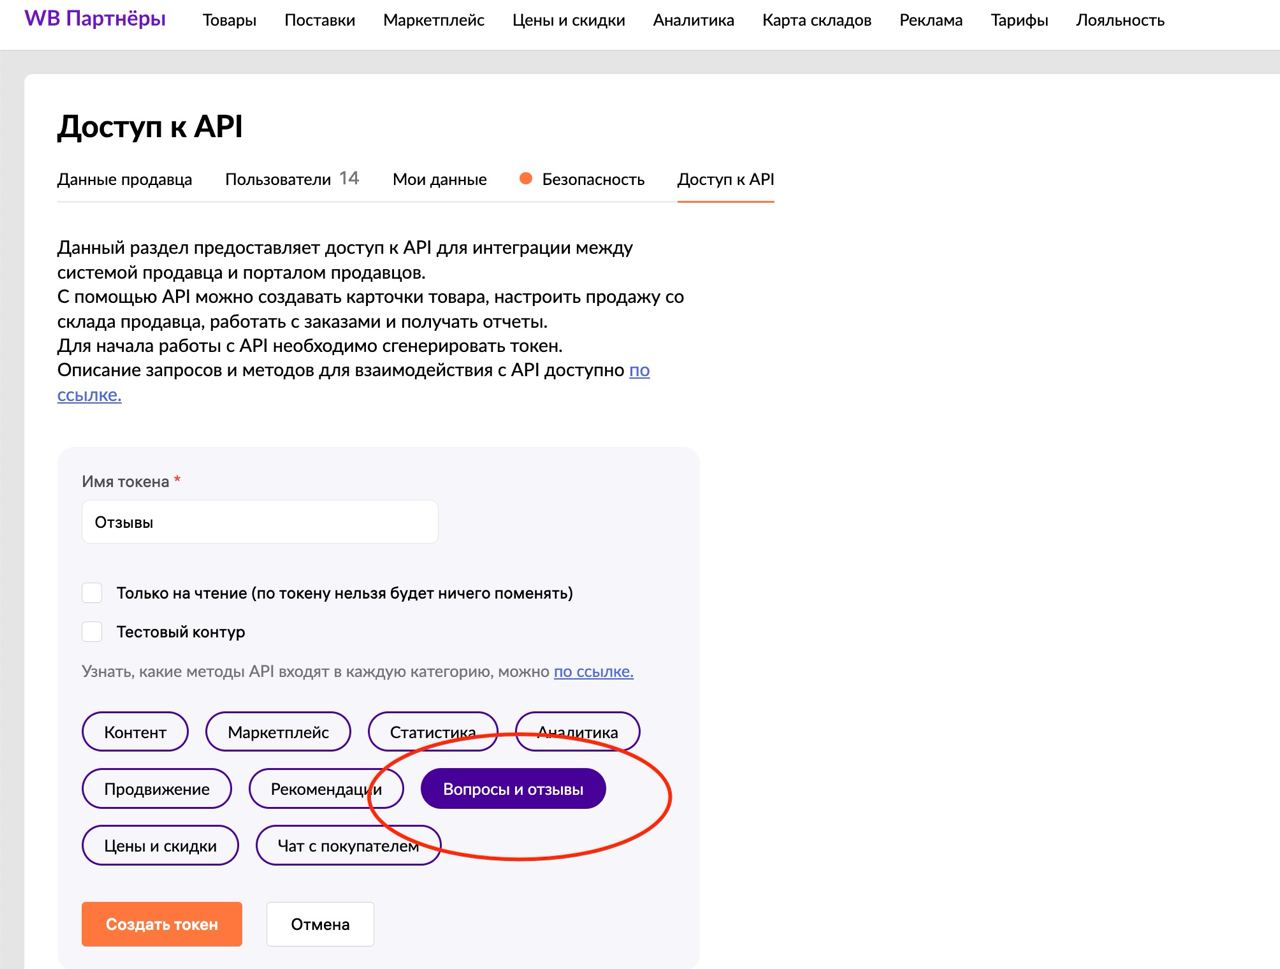 WB Партнёры
Товары
Поставки
Маркетплейс
Цены и скидки
Аналитика
Карта складов
Реклама
Тарифы
Лояльность
Доступ к API
Данные продавца
Пользователи 14
Мои данные
Безопасность
Доступ к API
Данный раздел предоставляет доступ к API для интеграции между
системой продавца и порталом продавцов.
С помощью API можно создавать карточки товара, настроить продажу со
склада продавца, работать с заказами и получать отчеты.
Для начала работы с API необходимо сгенерировать токен.
Описание запросов и методов для взаимодействия с API доступно по
ссылке.
Имя токена *
Отзывы
Только на чтение (по токену нельзя будет ничего поменять)
Тестовый контур
Узнать, какие методы API входят в каждую категорию, можно по ссылке.
Контент
Маркетплейс
Статистика
Аналитика
Продвижение
Рекомендации
Вопросы и отзывы
Цены и скидки
Чат с покупателем
Создать токен
Отмена